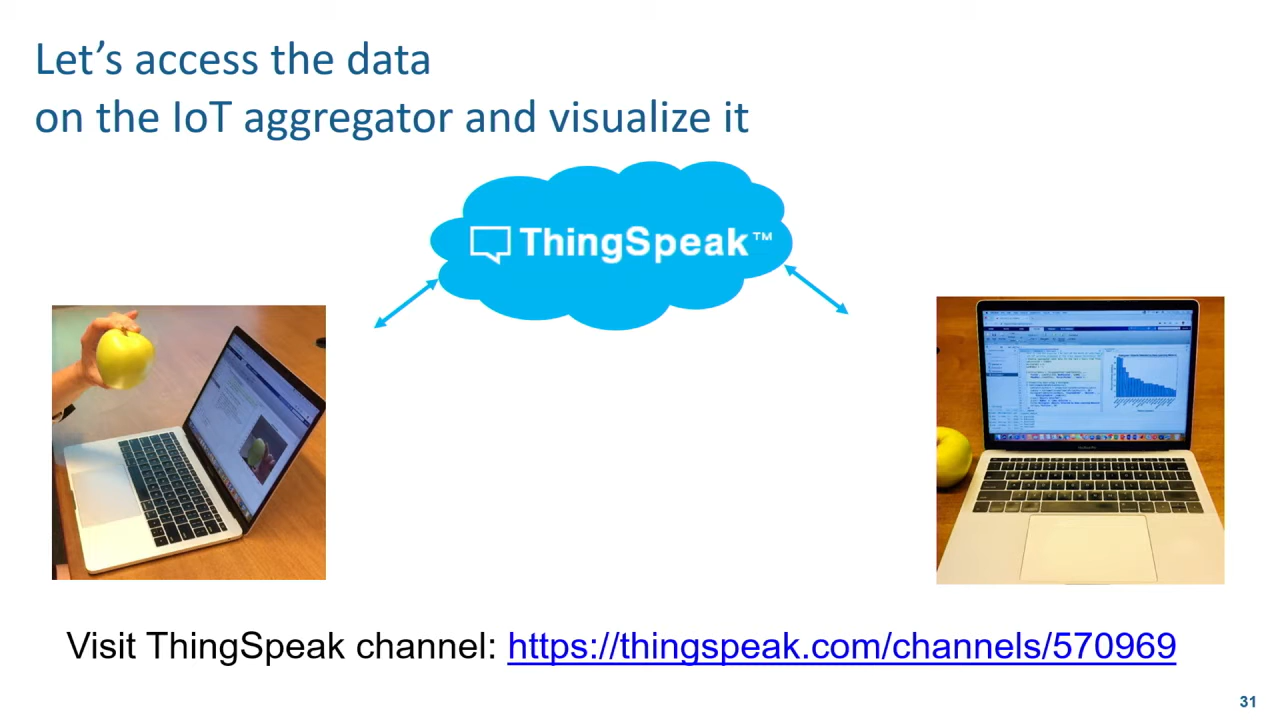 Let’s access the data
on the IoT aggregator and visualize it
ThingSpeak™
Visit ThingSpeak channel: https://thingspeak.com/channels/570969
31